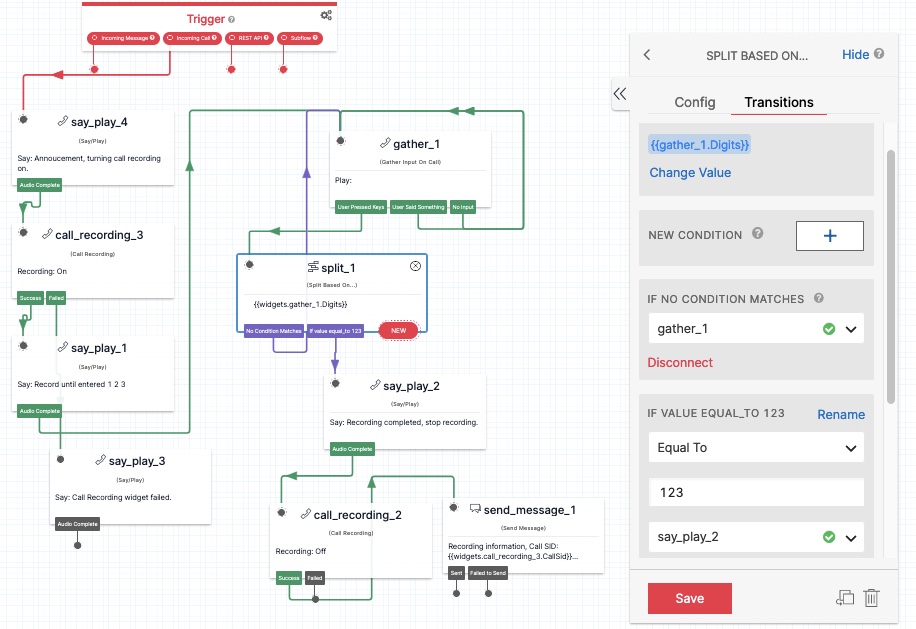 Trigger
Incoming Message
Incoming Call
REST API
Subflow
say_play_4
(Say/Play)
Say: Annoucement, turning call recording
on.
Audio Complete
call_recording_3
(Call Recording)
Recording: On
Success
Failed
say_play_1
(Say/Play)
Say: Record until entered 1 2 3
Audio Complete
say_play_3
(Say/Play)
Say: Call Recording widget failed.
Audio Complete
gather_1
(Gather Input On Call)
Play:
User Pressed Keys
User Said Something
No Input
split_1
(Split Based On...)
{{widgets.gather_1.Digits}}
No Condition Matches
If value equal_to 123
NEW
say_play_2
(Say/Play)
Say: Recording completed, stop recording.
Audio Complete
call_recording_2
(Call Recording)
Recording: Off
Success
Failed
send_message_1
(Send Message)
Recording information, Call SID:
{{widgets.call_recording_3.CallSid}}...
Sent
Failed to Send
SPLIT BASED ON...
Hide
Config
Transitions
{{gather_1.Digits}}
Change Value
NEW CONDITION
+
IF NO CONDITION MATCHES
gather_1
Disconnect
IF VALUE EQUAL_TO 123
Rename
Equal To
123
say_play_2
Save